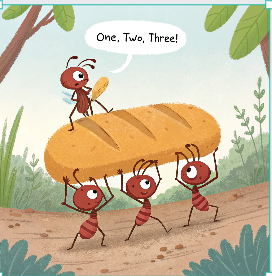 One, Two, Three!